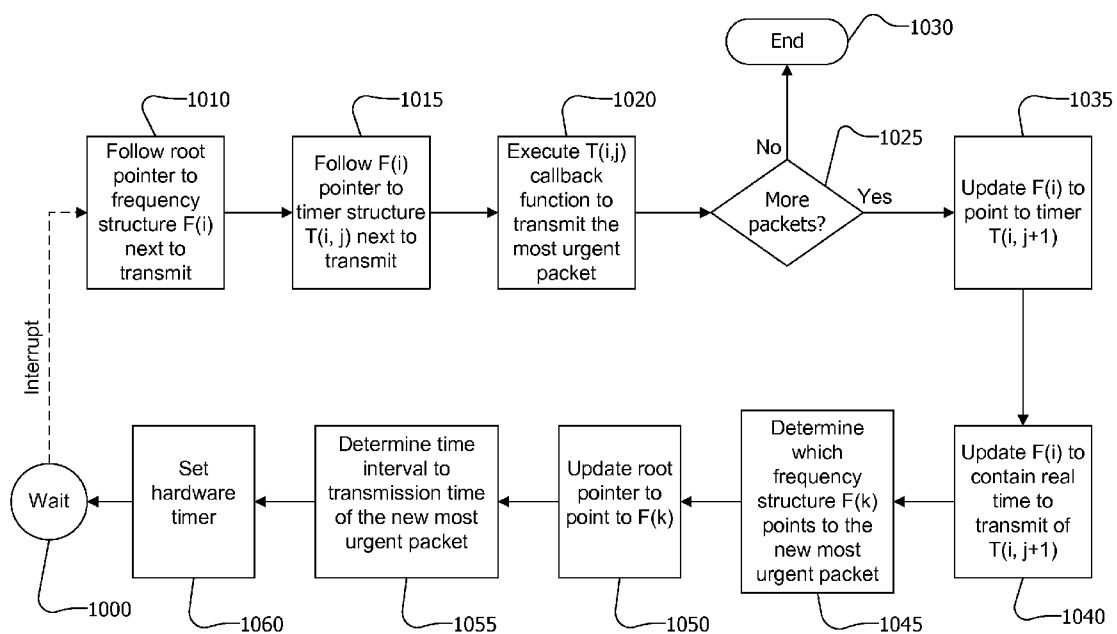 End
1030
1010
1015
1020
1035
1025
Follow root
pointer to
frequency
structure F(i)
next to
transmit
Follow F(i)
pointer to
timer structure
T(i, j) next to
transmit
Execute T(i,j)
callback
function to
transmit the
most urgent
packet
No
More
packets?
Yes
Update F(i) to
point to timer
T(i, j+1)
Interrupt
Wait
Set
hardware
timer
Determine time
interval to
transmission time
of the new most
urgent packet
Update root
pointer to
point to F(k)
Determine
which
frequency
structure F(k)
points to the
new most
urgent packet
Update F(i) to
contain real
time to
transmit of
T(i, j+1)
1000
1060
1055
1050
1045
1040